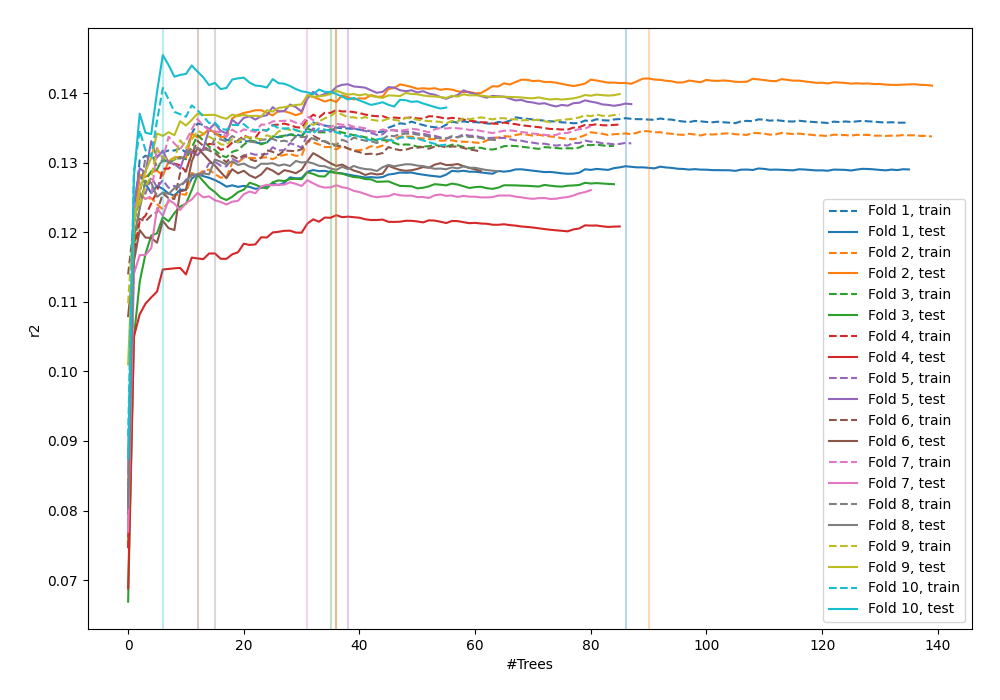 0.14
0.13
0.12
0.11
0.10
0.09
0.08
0.07
r2
0
20
40
60
80
100
120
140
#Trees
Fold 1, train
Fold 1, test
Fold 2, train
Fold 2, test
Fold 3, train
Fold 3, test
Fold 4, train
Fold 4, test
Fold 5, train
Fold 5, test
Fold 6, train
Fold 6, test
Fold 7, train
Fold 7, test
Fold 8, train
Fold 8, test
Fold 9, train
Fold 9, test
Fold 10, train
Fold 10, test